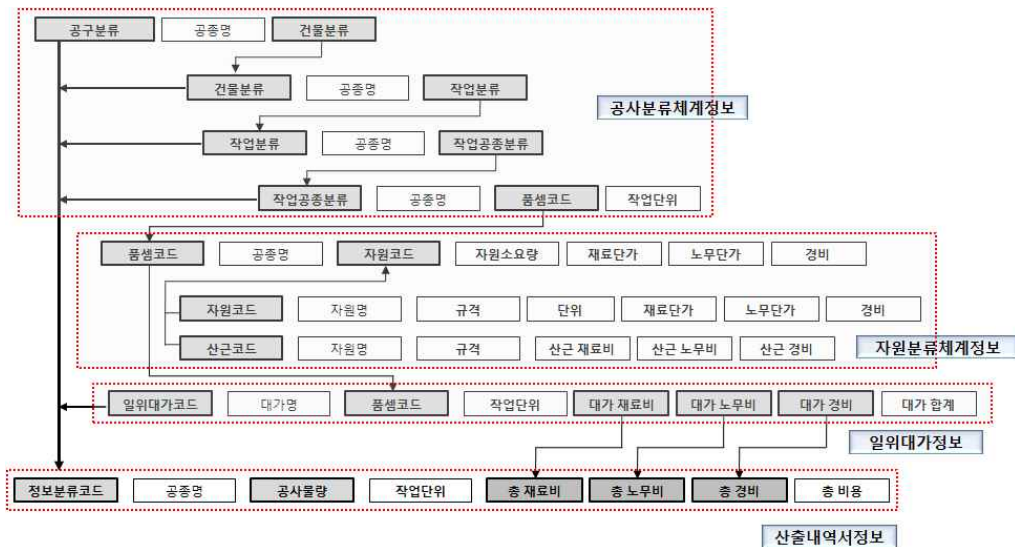 공구분류 공종명 건물분류
건물분류 공종명 작업분류
공사분류체계정보
작업분류 공종명 작업공종분류
작업공종분류 공종명 품셈코드 작업단위
품셈코드 공종명 자원코드 자원소요량 재료단가 노무단가 경비
자원코드 자원명 규격 단위 재료단가 노무단가 경비
산근코드 자원명 규격 산근 재료비 산근 노무비 산근 경비
자원분류체계정보
일위대가코드 대가명 품셈코드 작업단위 대가 재료비 대가 노무비 대가 경비 대가 합계
일위대가정보
정보분류코드 공종명 공사물량 작업단위 총 재료비 총 노무비 총 경비 총 비용
산출내역서정보